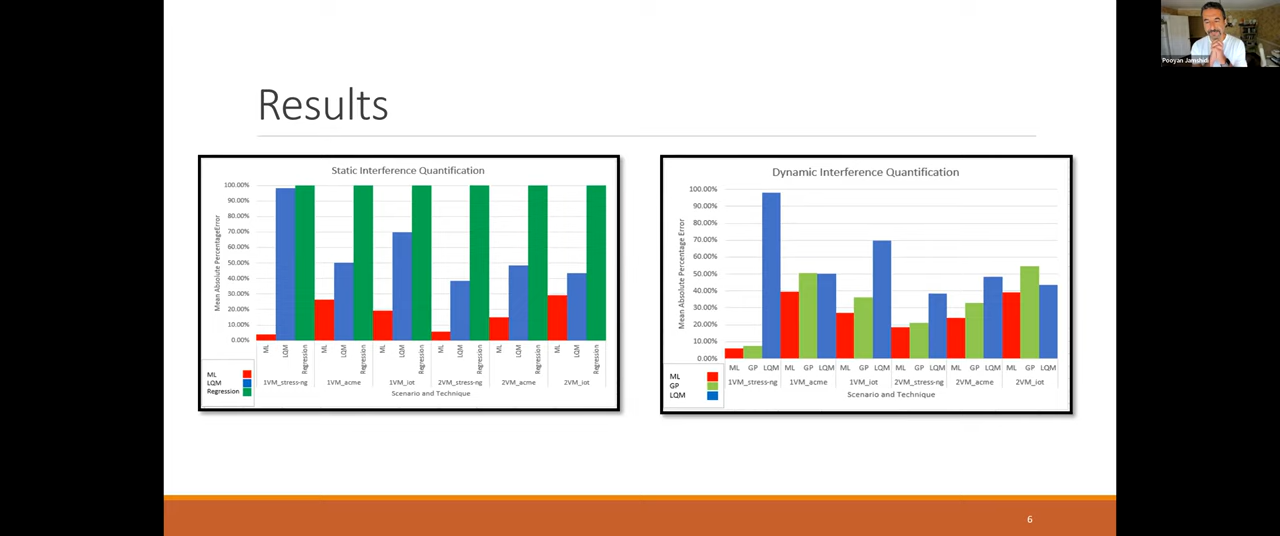 Pooyan Jamshidi
Results
Static Interference Quantification
100.00%
90.00%
80.00%
70.00%
60.00%
50.00%
40.00%
30.00%
20.00%
10.00%
0.00%
Mean Absolute PercentageError
ML LQM Regression ML LQM Regression ML LQM Regression ML LQM Regression ML LQM Regression ML LQM Regression
1VM_stress-ng 1VM_acme 1VM_iot 2VM_stress-ng 2VM_acme 2VM_iot
Scenario and Technique
ML
LQM
Regression
Dynamic Interference Quantification
100.00%
90.00%
80.00%
70.00%
60.00%
50.00%
40.00%
30.00%
20.00%
10.00%
0.00%
Mean Absolute Percentage Error
ML GP LQM ML GP LQM ML GP LQM ML GP LQM ML GP LQM ML GP LQM
1VM_stress-ng 1VM_acme 1VM_iot 2VM_stress-ng 2VM_acme 2VM_iot
Scenario and Technique
ML
GP
LQM
6